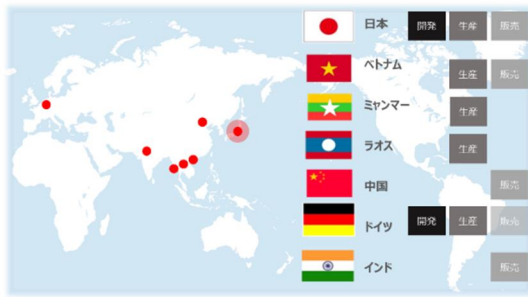 日本 開発 生産 販売
ベトナム 生産 販売
ミャンマー 生産
ラオス 生産
中国 販売
ドイツ 開発 生産 販売
インド 販売